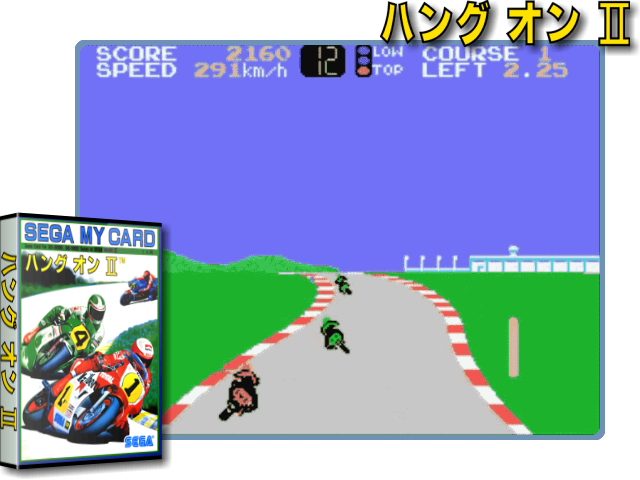 ハング オン Ⅱ
SCORE 2160
SPEED 291km/h
12
LOW
TOP
COURSE 1
LEFT 2.25
SEGA MY CARD
ハング オン Ⅱ™
4
1
SEGA
ハング オン Ⅱ